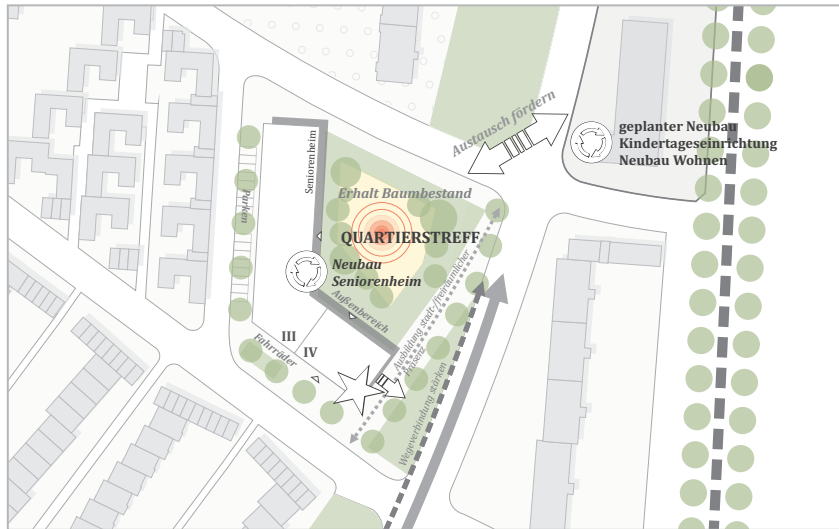 Austausch fördern
geplanter Neubau
Kindertageseinrichtung
Neubau Wohnen
Seniorenheim
Parken
Erhalt Baumbestand
QUARTIERSTREFF
Neubau
Seniorenheim
Außenbereich
Ausbildung stadt-/freiräumlicher
Präsenz
Wegeverbindung stärken
III
IV
Fahrräder